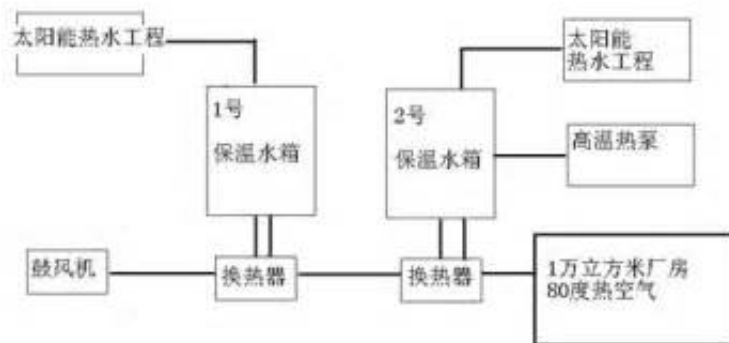 太阳能热水工程
太阳能
热水工程
1号
保温水箱
2号
保温水箱
高温热泵
鼓风机
换热器
换热器
1万立方米厂房
80度热空气